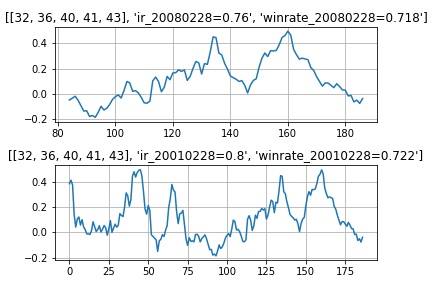 [[32, 36, 40, 41, 43], 'ir_20080228=0.76', 'winrate_20080228=0.718']
0.4
0.2
0.0
−0.2
80 100 120 140 160 180
[[32, 36, 40, 41, 43], 'ir_20010228=0.8', 'winrate_20010228=0.722']
0.4
0.2
0.0
−0.2
0 25 50 75 100 125 150 175